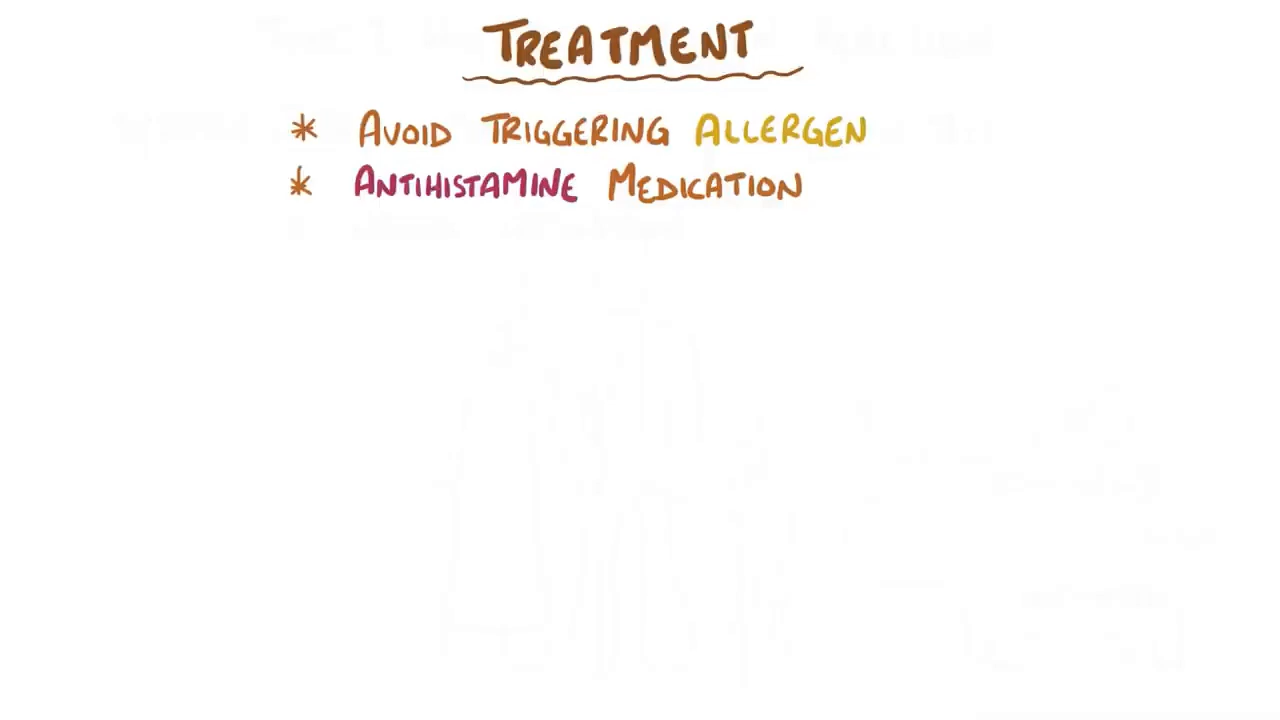 TREATMENT
* AVOID TRIGGERING ALLERGEN
* ANTIHISTAMINE MEDICATION